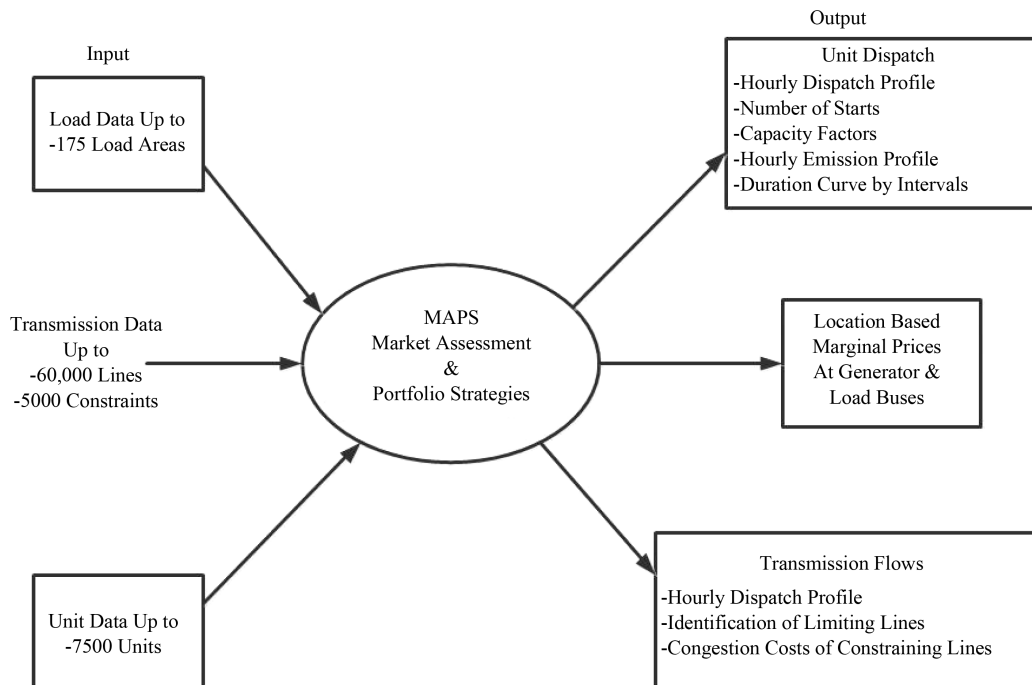 Input
Load Data Up to
-175 Load Areas
Transmission Data
Up to
-60,000 Lines
-5000 Constraints
Unit Data Up to
-7500 Units
MAPS
Market Assessment
&
Portfolio Strategies
Output
Unit Dispatch
-Hourly Dispatch Profile
-Number of Starts
-Capacity Factors
-Hourly Emission Profile
-Duration Curve by Intervals
Location Based
Marginal Prices
At Generator &
Load Buses
Transmission Flows
-Hourly Dispatch Profile
-Identification of Limiting Lines
-Congestion Costs of Constraining Lines